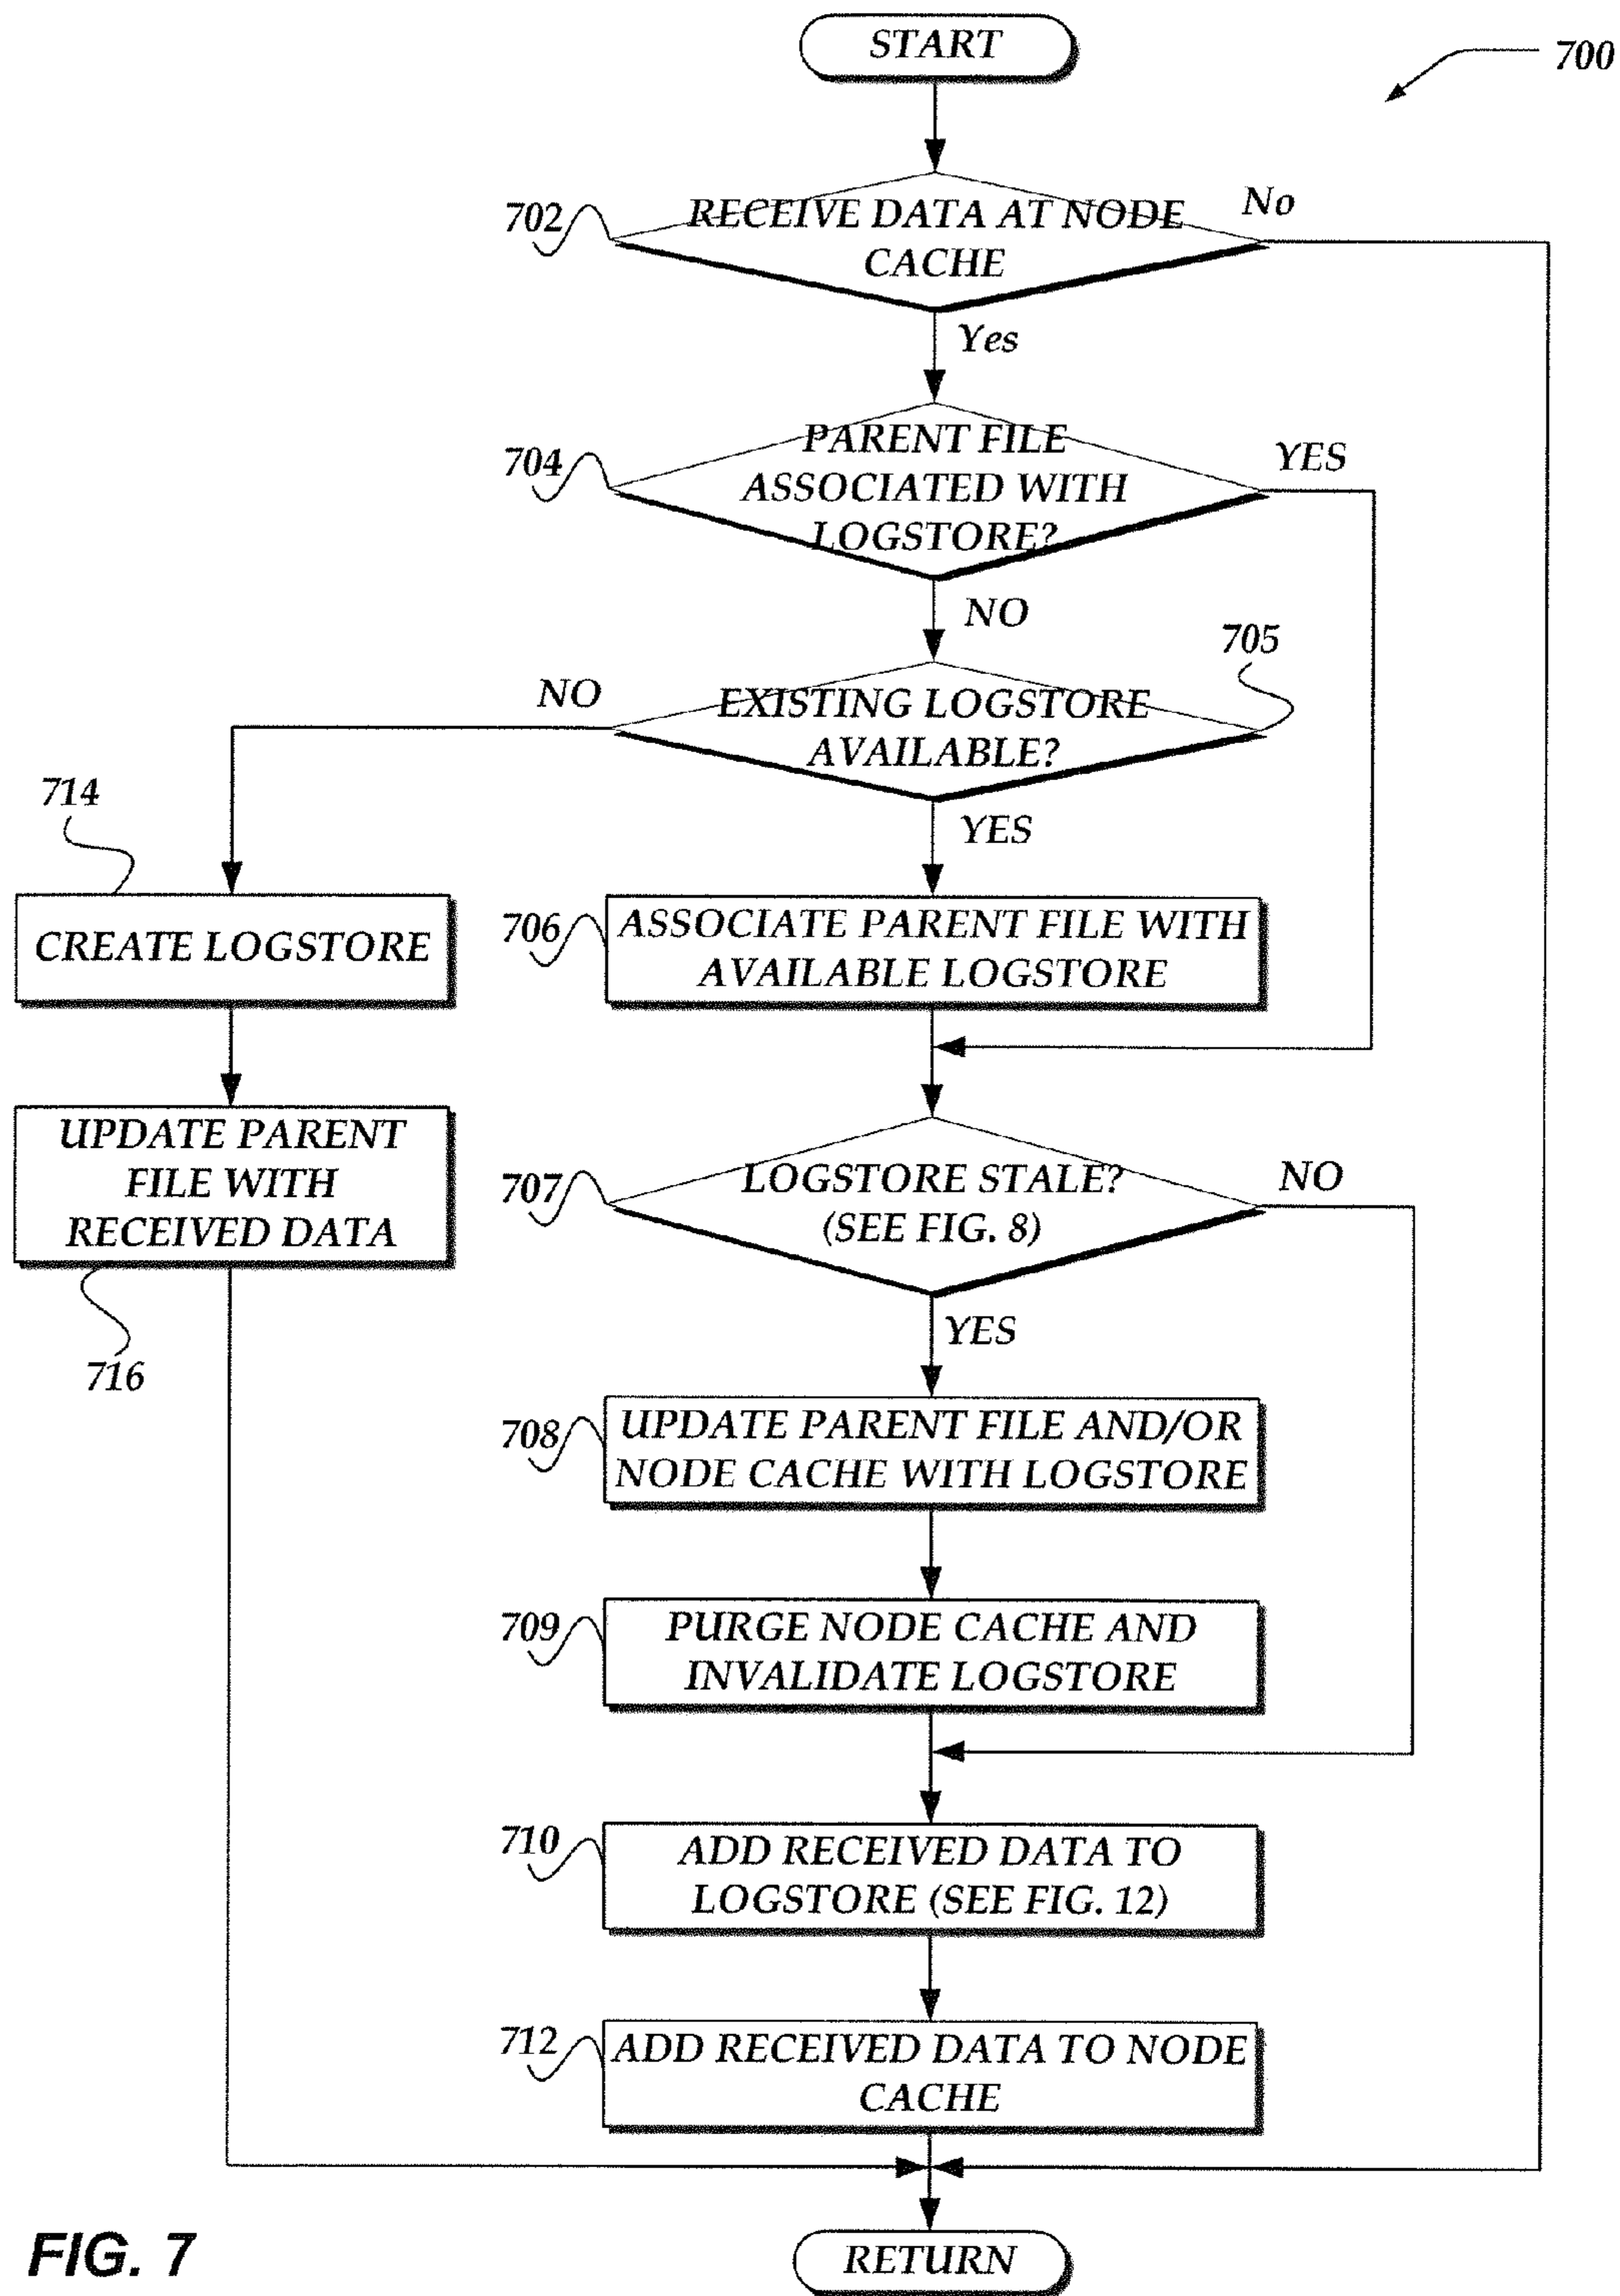 START
700
702
RECEIVE DATA AT NODE
CACHE
No
Yes
704
PARENT FILE
ASSOCIATED WITH
LOGSTORE?
YES
NO
705
EXISTING LOGSTORE
AVAILABLE?
NO
YES
714
CREATE LOGSTORE
706
ASSOCIATE PARENT FILE WITH
AVAILABLE LOGSTORE
UPDATE PARENT
FILE WITH
RECEIVED DATA
716
707
LOGSTORE STALE?
(SEE FIG. 8)
NO
YES
708
UPDATE PARENT FILE AND/OR
NODE CACHE WITH LOGSTORE
709
PURGE NODE CACHE AND
INVALIDATE LOGSTORE
710
ADD RECEIVED DATA TO
LOGSTORE (SEE FIG. 12)
712
ADD RECEIVED DATA TO NODE
CACHE
RETURN
FIG. 7